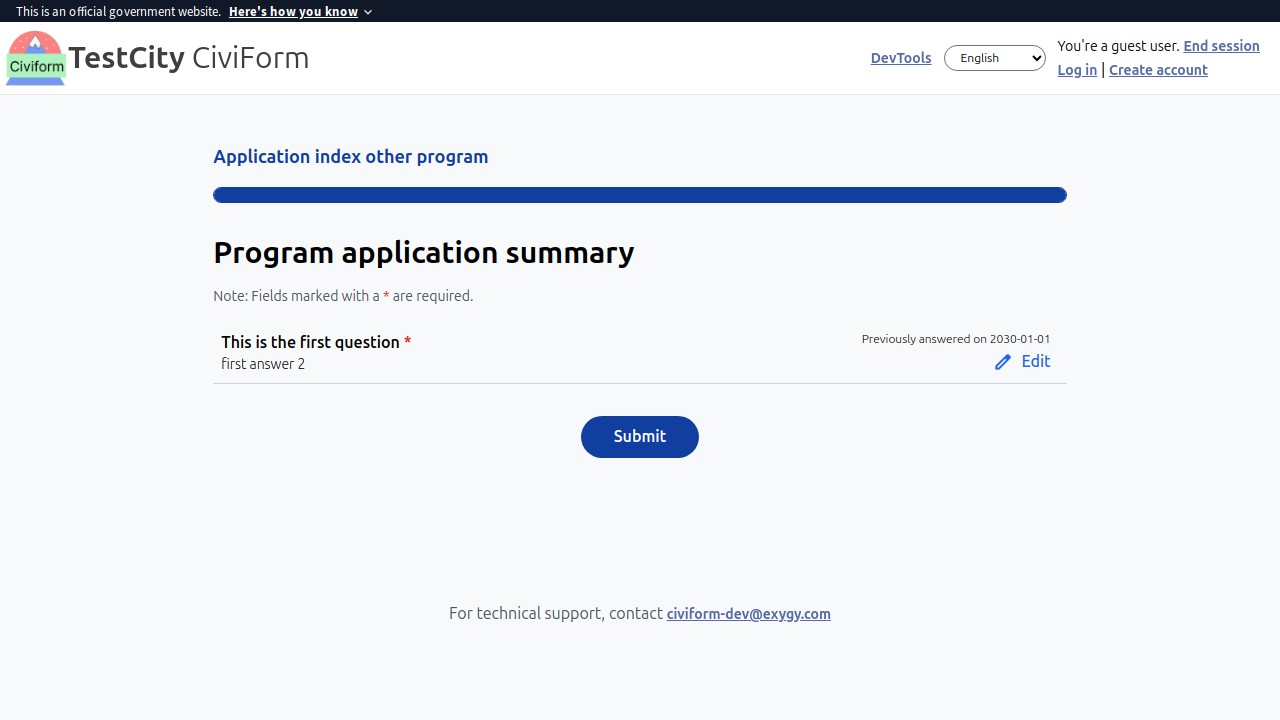 This is an official government website. Here's how you know
Civiform
TestCity CiviForm
DevTools
English
You're a guest user. End session
Log in | Create account
Application index other program
Program application summary
Note: Fields marked with a * are required.
This is the first question *
Previously answered on 2030-01-01
first answer 2
Edit
Submit
For technical support, contact civiform-dev@exygy.com